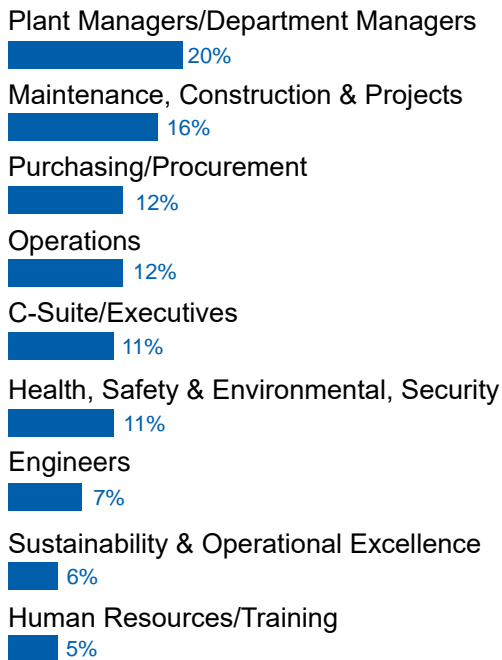 Plant Managers/Department Managers
20%
Maintenance, Construction & Projects
16%
Purchasing/Procurement
12%
Operations
12%
C-Suite/Executives
11%
Health, Safety & Environmental, Security
11%
Engineers
7%
Sustainability & Operational Excellence
6%
Human Resources/Training
5%